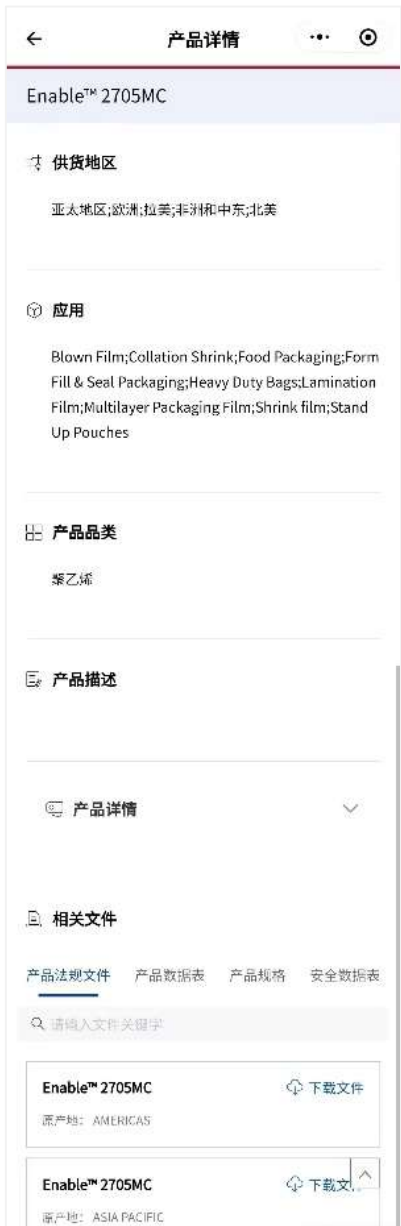 产品详情
Enable™ 2705MC
供货地区
亚太地区;欧洲;拉美;非洲和中东;北美
应用
Blown Film;Collation Shrink;Food Packaging;Form
Fill & Seal Packaging;Heavy Duty Bags;Lamination
Film;Multilayer Packaging Film;Shrink film;Stand
Up Pouches
产品品类
聚乙烯
产品描述
产品详情
相关文件
产品法规文件 产品数据表 产品规格 安全数据表
请输入文件关键字
Enable™ 2705MC 下载文件
原产地: AMERICAS
Enable™ 2705MC 下载文
原产地: ASIA PACIFIC